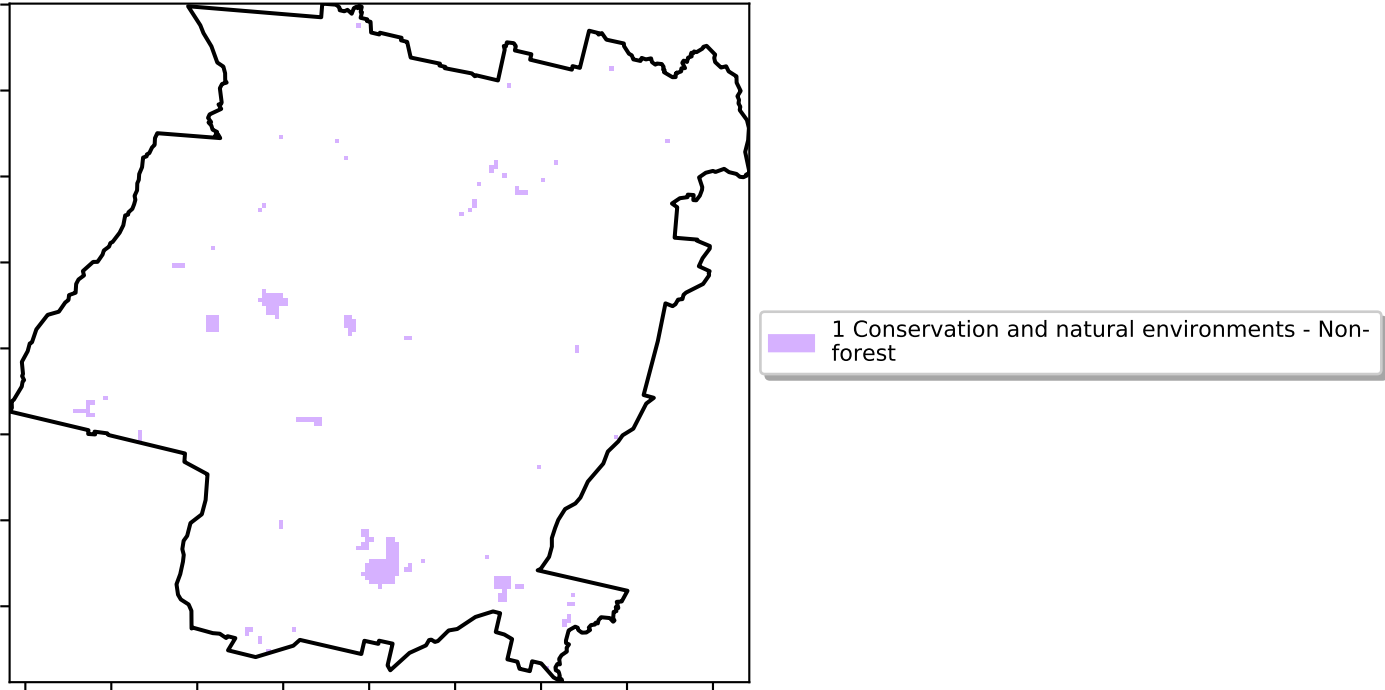 1 Conservation and natural environments - Non-
forest